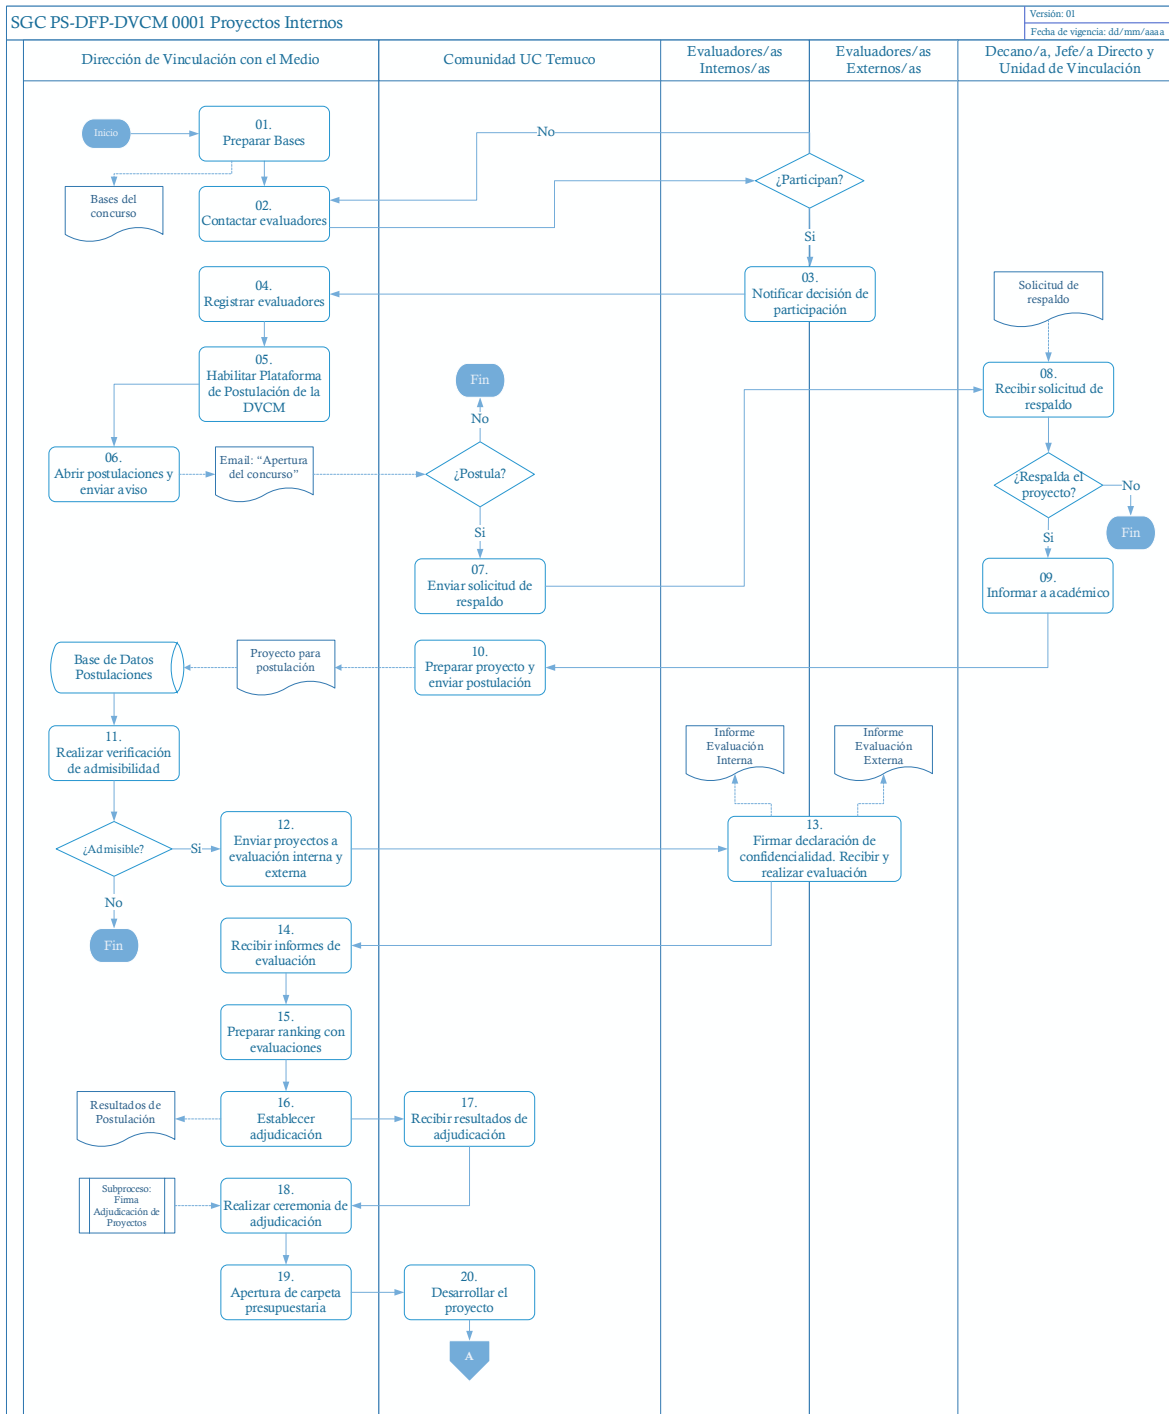 SGC PS-DFP-DVCM 0001 Proyectos Internos
Versión: 01
Fecha de vigencia: dd/mm/aaaa
Dirección de Vinculación con el Medio
Comunidad UC Temuco
Evaluadores/as
Internos/as
Evaluadores/as
Externos/as
Decano/a, Jefe/a Directo y
Unidad de Vinculación
Inicio
01.
Preparar Bases
No
Bases del
concurso
02.
Contactar evaluadores
¿Participan?
Si
04.
Registrar evaluadores
03.
Notificar decisión de
participación
Solicitud de
respaldo
05.
Habilitar Plataforma
de Postulación de la
DVCM
Fin
No
08.
Recibir solicitud de
respaldo
06.
Abrir postulaciones y
enviar aviso
Email: “Apertura
del concurso”
¿Postula?
¿Respalda el
proyecto?
No
Fin
Si
Si
07.
Enviar solicitud de
respaldo
09.
Informar a académico
Base de Datos
Postulaciones
Proyecto para
postulación
10.
Preparar proyecto y
enviar postulación
11.
Realizar verificación
de admisibilidad
Informe
Evaluación
Interna
Informe
Evaluación
Externa
¿Admisible?
Si
12.
Enviar proyectos a
evaluación interna y
externa
13.
Firmar declaración de
confidencialidad. Recibir y
realizar evaluación
No
Fin
14.
Recibir informes de
evaluación
15.
Preparar ranking con
evaluaciones
Resultados de
Postulación
16.
Establecer
adjudicación
17.
Recibir resultados de
adjudicación
Subproceso:
Firma
Adjudicación de
Proyectos
18.
Realizar ceremonia de
adjudicación
19.
Apertura de carpeta
presupuestaria
20.
Desarrollar el
proyecto
A